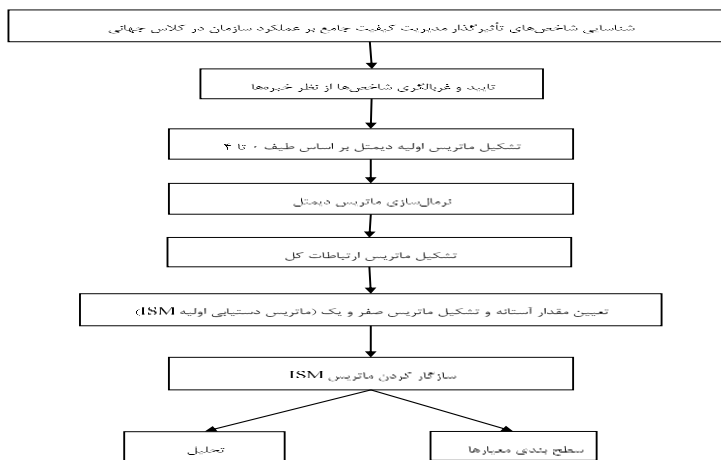 شناسایی شاخص‌های تأثیرگذار مدیریت کیفیت جامع بر عملکرد سازمان در کلاس جهانی
تایید و غربالگری شاخص‌ها از نظر خبره‌ها
تشکیل ماتریس اولیه دیمتل بر اساس طیف ۰ تا ۴
نرمال‌سازی ماتریس دیمتل
تشکیل ماتریس ارتباطات کل
تعیین مقدار آستانه و تشکیل ماتریس صفر و یک (ماتریس دستیابی اولیه ISM)
سازگار کردن ماتریس ISM
سطح بندی معیارها
تحلیل